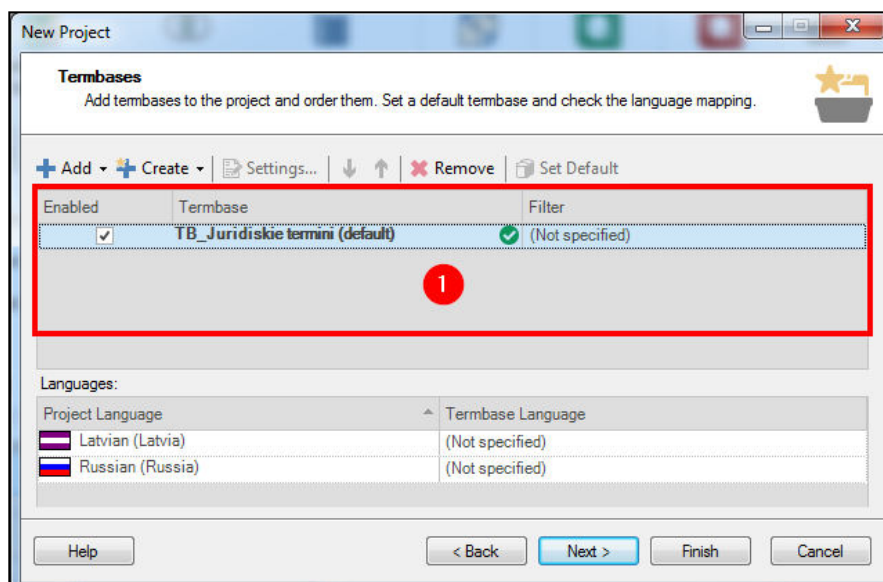 New Project
Termbases
Add termbases to the project and order them. Set a default termbase and check the language mapping.
Add Create Settings... Remove Set Default
Enabled Termbase Filter
TB_Juridiskie termini (default) (Not specified)
1
Languages:
Project Language Termbase Language
Latvian (Latvia) (Not specified)
Russian (Russia) (Not specified)
Help < Back Next > Finish Cancel